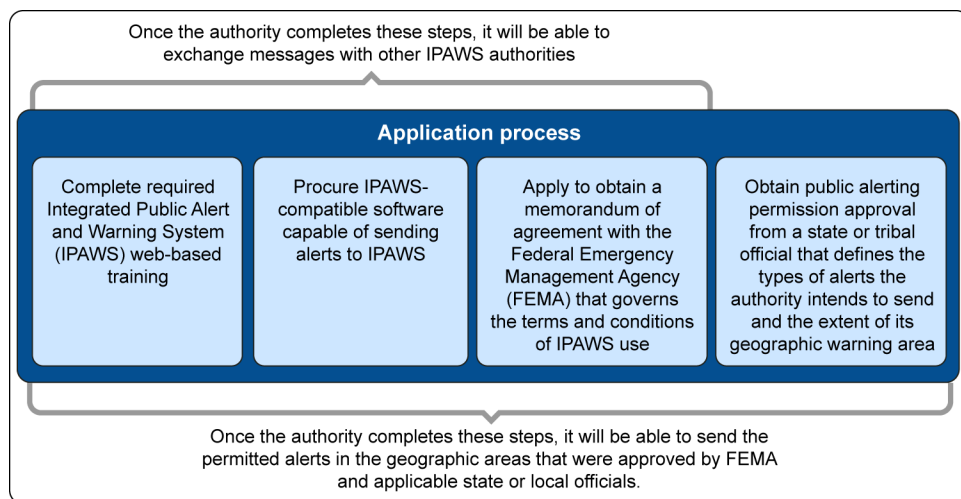 Once the authority completes these steps, it will be able to
exchange messages with other IPAWS authorities
Application process
Complete required
Integrated Public Alert
and Warning System
(IPAWS) web-based
training
Procure IPAWS-
compatible software
capable of sending
alerts to IPAWS
Apply to obtain a
memorandum of
agreement with the
Federal Emergency
Management Agency
(FEMA) that governs
the terms and conditions
of IPAWS use
Obtain public alerting
permission approval
from a state or tribal
official that defines the
types of alerts the
authority intends to send
and the extent of its
geographic warning area
Once the authority completes these steps, it will be able to send the
permitted alerts in the geographic areas that were approved by FEMA
and applicable state or local officials.